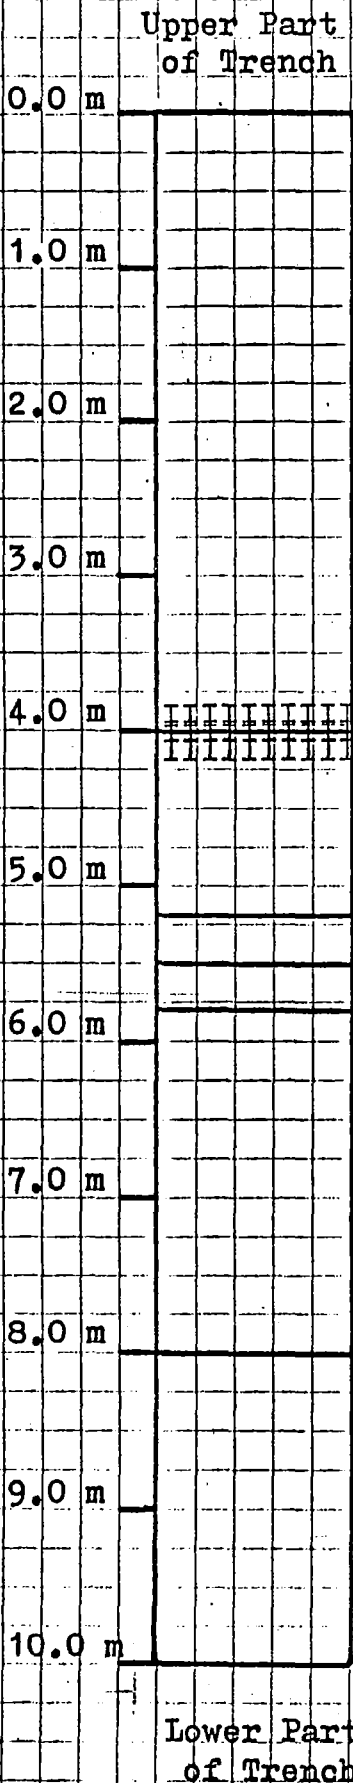 Upper Part
of Trench
0.0 m
1.0 m
2.0 m
3.0 m
4.0 m
5.0 m
6.0 m
7.0 m
8.0 m
9.0 m
10.0 m
Lower Part
of Trench